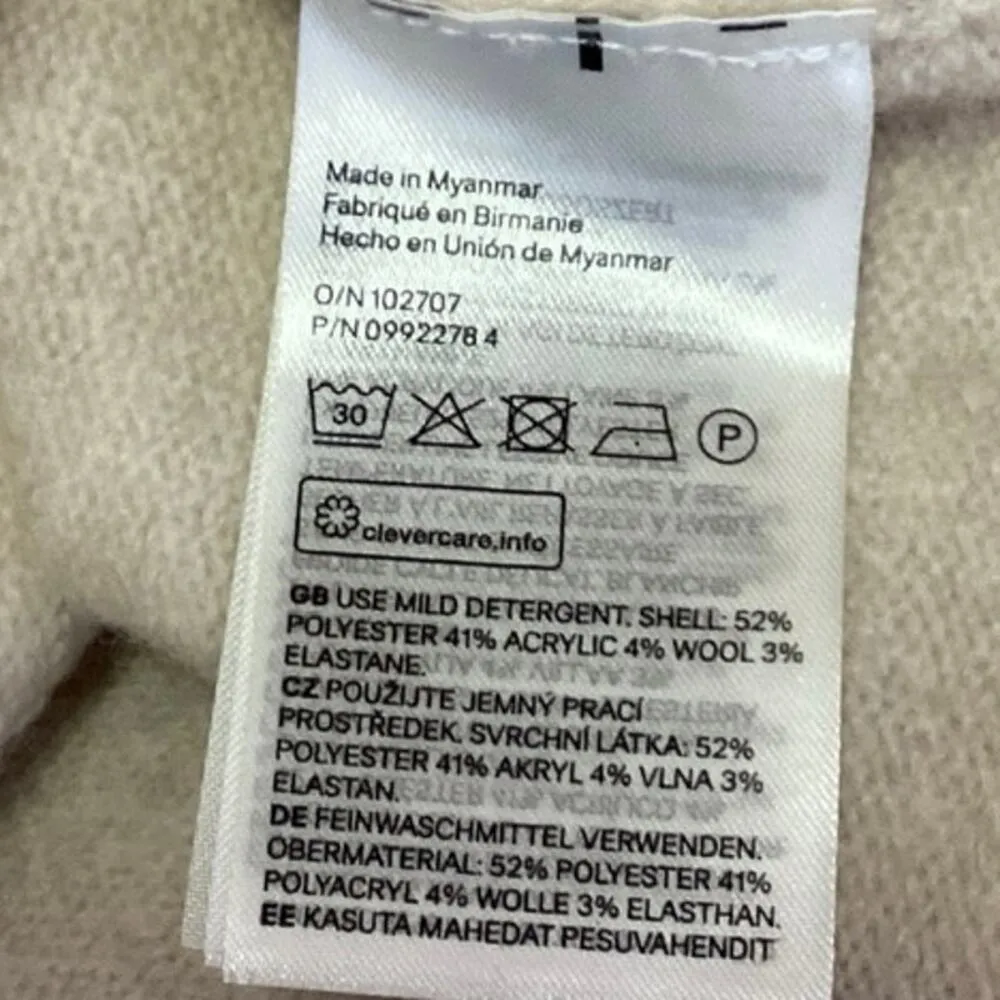 Made in Myanmar
Fabriqué en Birmanie
Hecho en Unión de Myanmar
O/N 102707
P/N 0992278 4
30
P
clevercare.info
GB USE MILD DETERGENT. SHELL: 52%
POLYESTER 41% ACRYLIC 4% WOOL 3%
ELASTANE.
CZ POUŽIJTE JEMNÝ PRACÍ
PROSTŘEDEK. SVRCHNÍ LÁTKA: 52%
POLYESTER 41% AKRYL 4% VLNA 3%
ELASTAN.
DE FEINWASCHMITTEL VERWENDEN.
OBERMATERIAL: 52% POLYESTER 41%
POLYACRYL 4% WOLLE 3% ELASTHAN.
EE KASUTA MAHEDAT PESUVAHENDIT